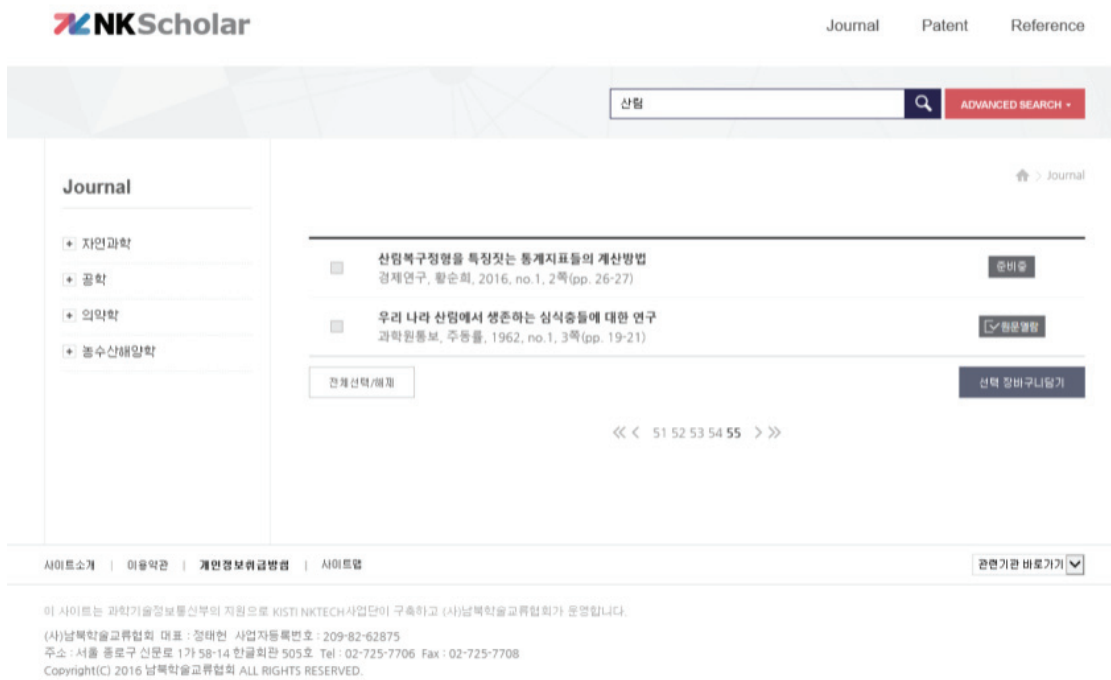 NKScholar
Journal Patent Reference
산림
ADVANCED SEARCH
Journal
> Journal
자연과학
공학
의약학
농수산해양학
산림복구정형을 특징짓는 통계지표들의 계산방법
경제연구, 황순희, 2016, no.1, 2쪽(pp. 26-27)
준비중
우리 나라 산림에서 생존하는 심식충들에 대한 연구
과학원통보, 주동률, 1962, no.1, 3쪽(pp. 19-21)
원문열람
전체선택/해제
선택 장바구니담기
≪ < 51 52 53 54 55 > ≫
사이트소개 | 이용약관 | 개인정보취급방침 | 사이트맵
관련기관 바로가기
이 사이트는 과학기술정보통신부의 지원으로 KISTI NKTECH사업단이 구축하고 (사)남북학술교류협회가 운영합니다.
(사)남북학술교류협회 대표 : 정태헌 사업자등록번호 : 209-82-62875
주소 : 서울 종로구 신문로 1가 58-14 한글회관 505호 Tel : 02-725-7706 Fax : 02-725-7708
Copyright(C) 2016 남북학술교류협회 ALL RIGHTS RESERVED.